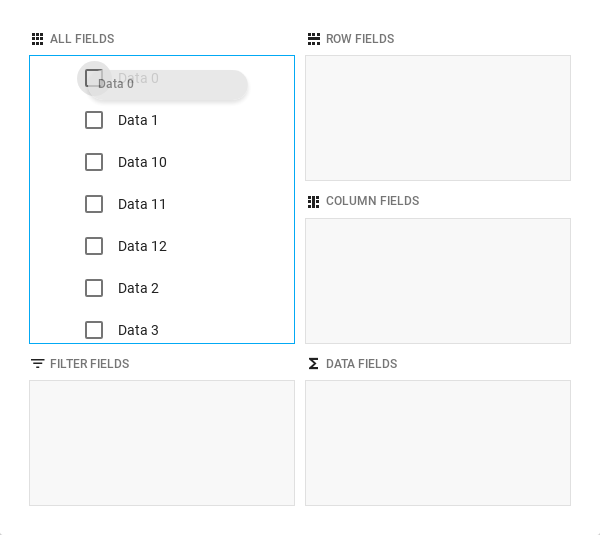 ALL FIELDS
Data 0
Data 0
Data 1
Data 10
Data 11
Data 12
Data 2
Data 3
ROW FIELDS
COLUMN FIELDS
FILTER FIELDS
DATA FIELDS